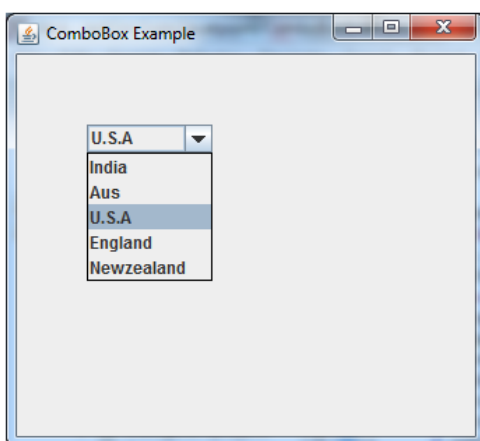 ComboBox Example
U.S.A
India
Aus
U.S.A
England
Newzealand